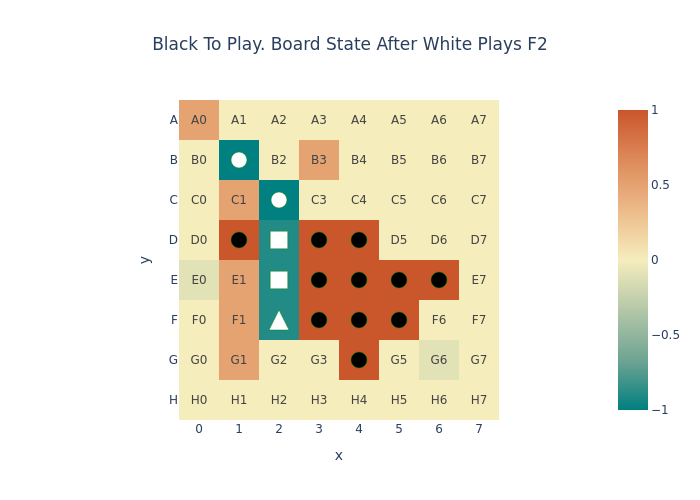 Black To Play. Board State After White Plays F2
A A0 A1 A2 A3 A4 A5 A6 A7
B B0 B2 B3 B4 B5 B6 B7
C C0 C1 C3 C4 C5 C6 C7
D D0 D5 D6 D7
E E0 E1 E7
F F0 F1 F6 F7
G G0 G1 G2 G3 G5 G6 G7
H H0 H1 H2 H3 H4 H5 H6 H7
0 1 2 3 4 5 6 7
x
y
1
0.5
0
−0.5
−1